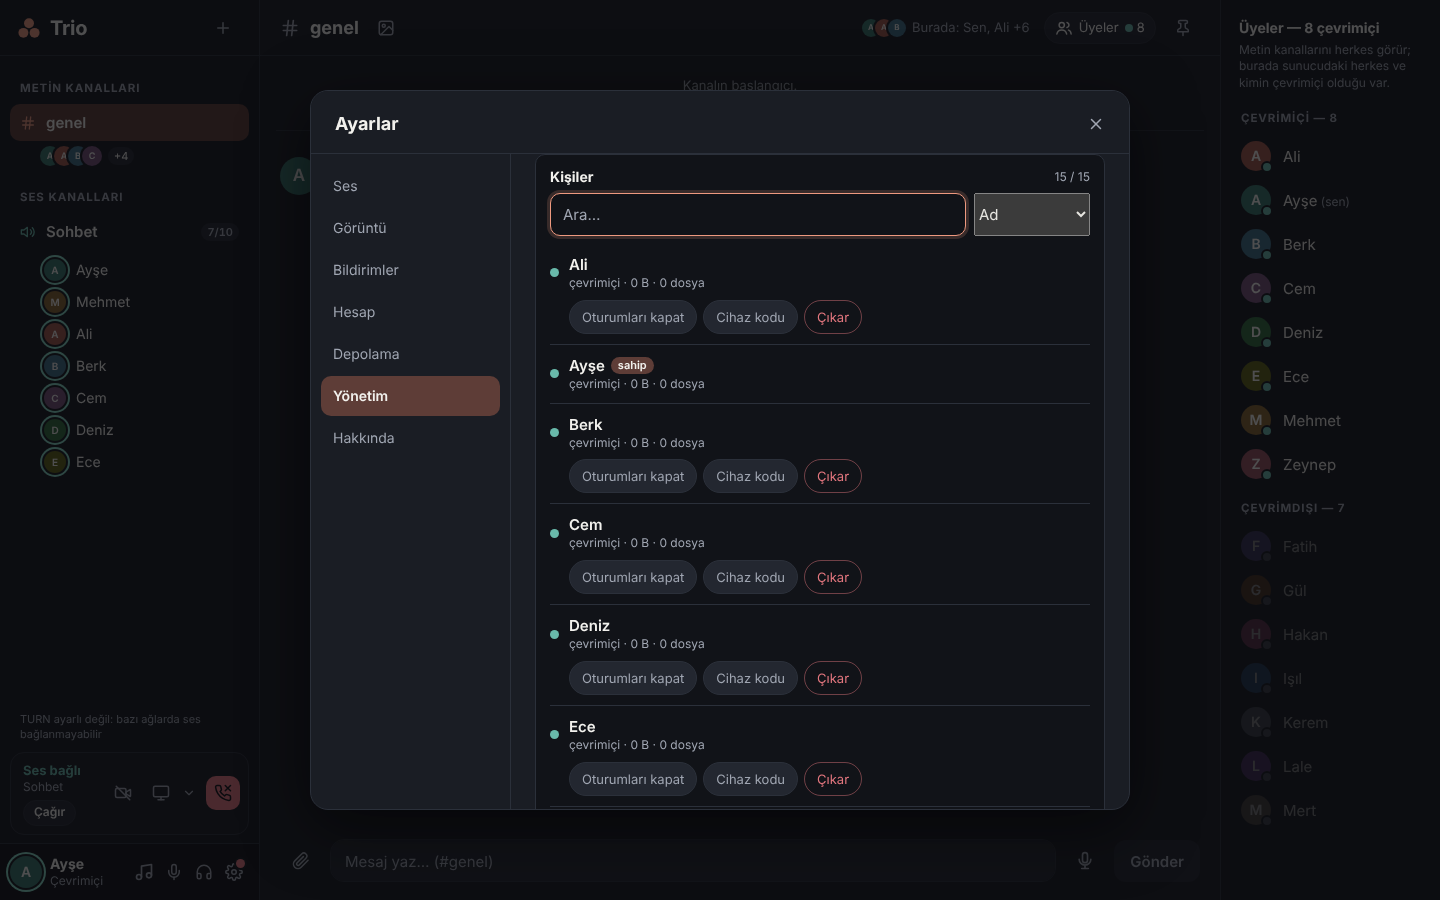 Trio
METİN KANALLARI
# genel
A
A
B
C
+4
SES KANALLARI
Sohbet
7/10
A Ayşe
M Mehmet
A Ali
B Berk
C Cem
D Deniz
E Ece
TURN ayarlı değil: bazı ağlarda ses
bağlanmayabilir
Ses bağlı
Sohbet
Çağır
A
Ayşe
Çevrimiçi
# genel
A A B Burada: Sen, Ali +6
Üyeler 8
Kanalın başlangıcı.
A
Ayarlar
Ses
Görüntü
Bildirimler
Hesap
Depolama
Yönetim
Hakkında
Kişiler 15 / 15
Ara... Ad
Ali
çevrimiçi · 0 B · 0 dosya
Oturumları kapat Cihaz kodu Çıkar
Ayşe sahip
çevrimiçi · 0 B · 0 dosya
Berk
çevrimiçi · 0 B · 0 dosya
Oturumları kapat Cihaz kodu Çıkar
Cem
çevrimiçi · 0 B · 0 dosya
Oturumları kapat Cihaz kodu Çıkar
Deniz
çevrimiçi · 0 B · 0 dosya
Oturumları kapat Cihaz kodu Çıkar
Ece
çevrimiçi · 0 B · 0 dosya
Oturumları kapat Cihaz kodu Çıkar
Mesaj yaz... (#genel)
Gönder
Üyeler — 8 çevrimiçi
Metin kanallarını herkes görür;
burada sunucudaki herkes ve
kimin çevrimiçi olduğu var.
ÇEVRİMİÇİ — 8
A Ali
A Ayşe (sen)
B Berk
C Cem
D Deniz
E Ece
M Mehmet
Z Zeynep
ÇEVRİMDIŞI — 7
F Fatih
G Gül
H Hakan
I Işıl
K Kerem
L Lale
M Mert